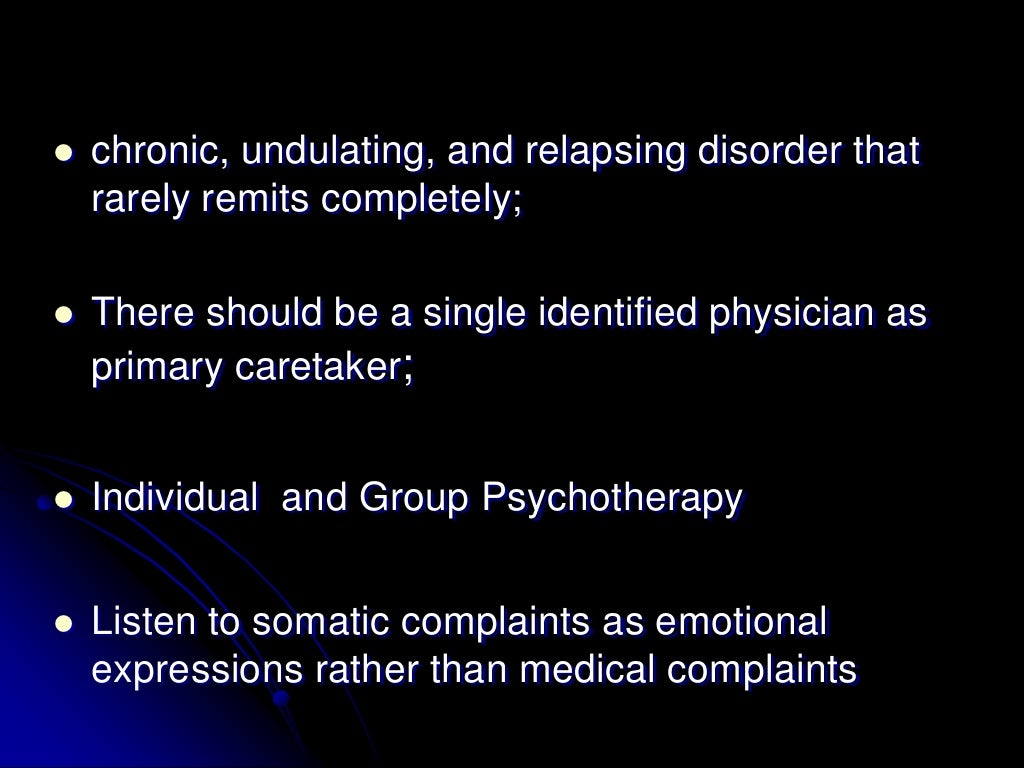 chronic, undulating, and relapsing disorder that
rarely remits completely;
There should be a single identified physician as
primary caretaker;
Individual  and Group Psychotherapy
Listen to somatic complaints as emotional
expressions rather than medical complaints